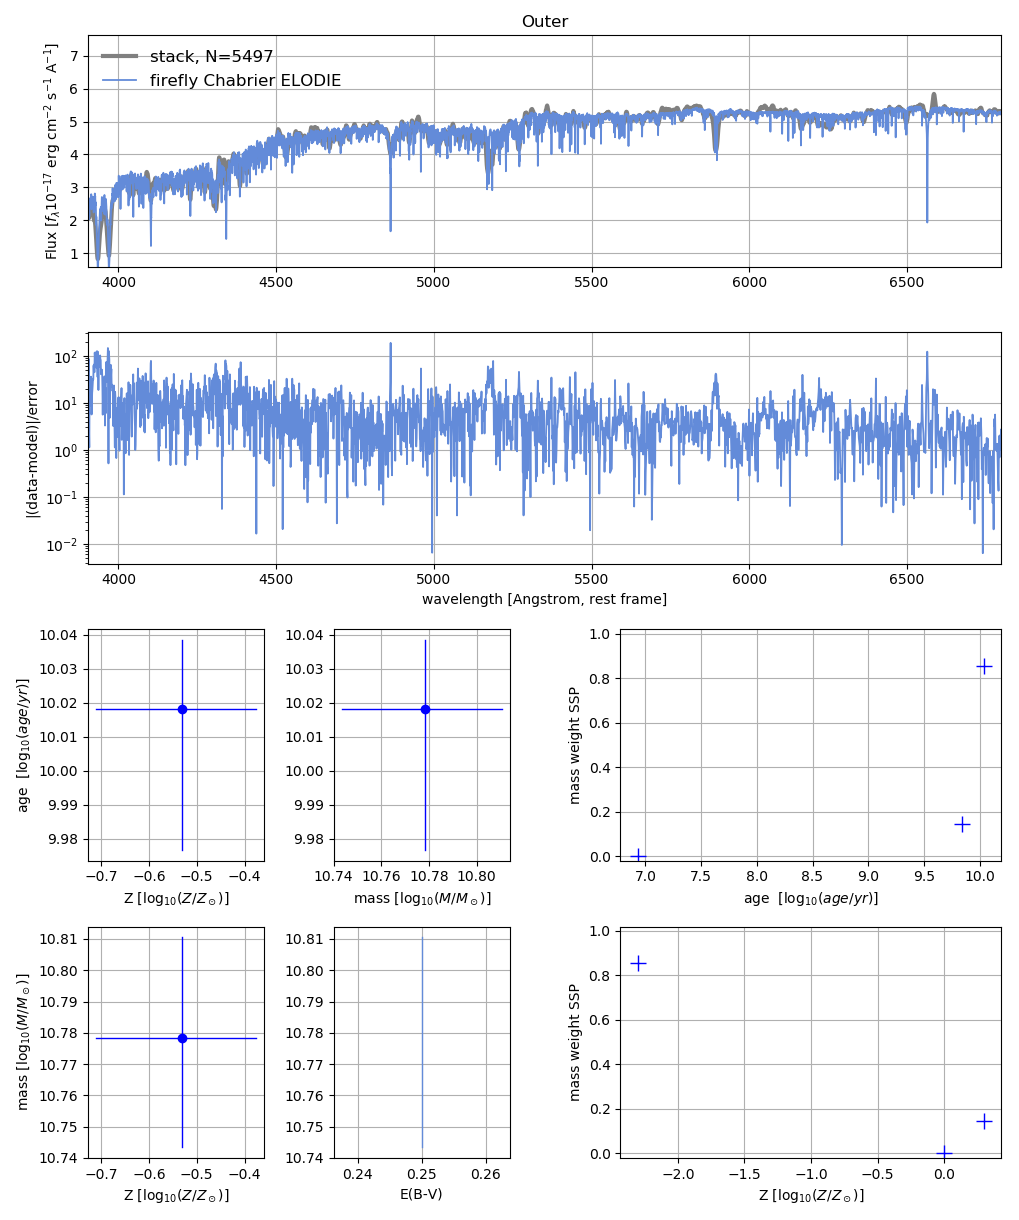 Outer
Flux [f_λ 10⁻¹⁷ erg cm⁻² s⁻¹ A⁻¹]
7
6
5
4
3
2
1
stack, N=5497
firefly Chabrier ELODIE
4000 4500 5000 5500 6000 6500
|(data-model)|/error
10²
10¹
10⁰
10⁻¹
10⁻²
4000 4500 5000 5500 6000 6500
wavelength [Angstrom, rest frame]
age [log₁₀(age/yr)]
10.04
10.03
10.02
10.01
10.00
9.99
9.98
−0.7 −0.6 −0.5 −0.4
Z [log₁₀(Z/Z⊙)]
10.04
10.03
10.02
10.01
10.00
9.99
9.98
10.74 10.76 10.78 10.80
mass [log₁₀(M/M⊙)]
mass weight SSP
1.0
0.8
0.6
0.4
0.2
0.0
7.0 7.5 8.0 8.5 9.0 9.5 10.0
age [log₁₀(age/yr)]
mass [log₁₀(M/M⊙)]
10.81
10.80
10.79
10.78
10.77
10.76
10.75
10.74
−0.7 −0.6 −0.5 −0.4
Z [log₁₀(Z/Z⊙)]
10.81
10.80
10.79
10.78
10.77
10.76
10.75
10.74
0.24 0.25 0.26
E(B-V)
mass weight SSP
1.0
0.8
0.6
0.4
0.2
0.0
−2.0 −1.5 −1.0 −0.5 0.0
Z [log₁₀(Z/Z⊙)]